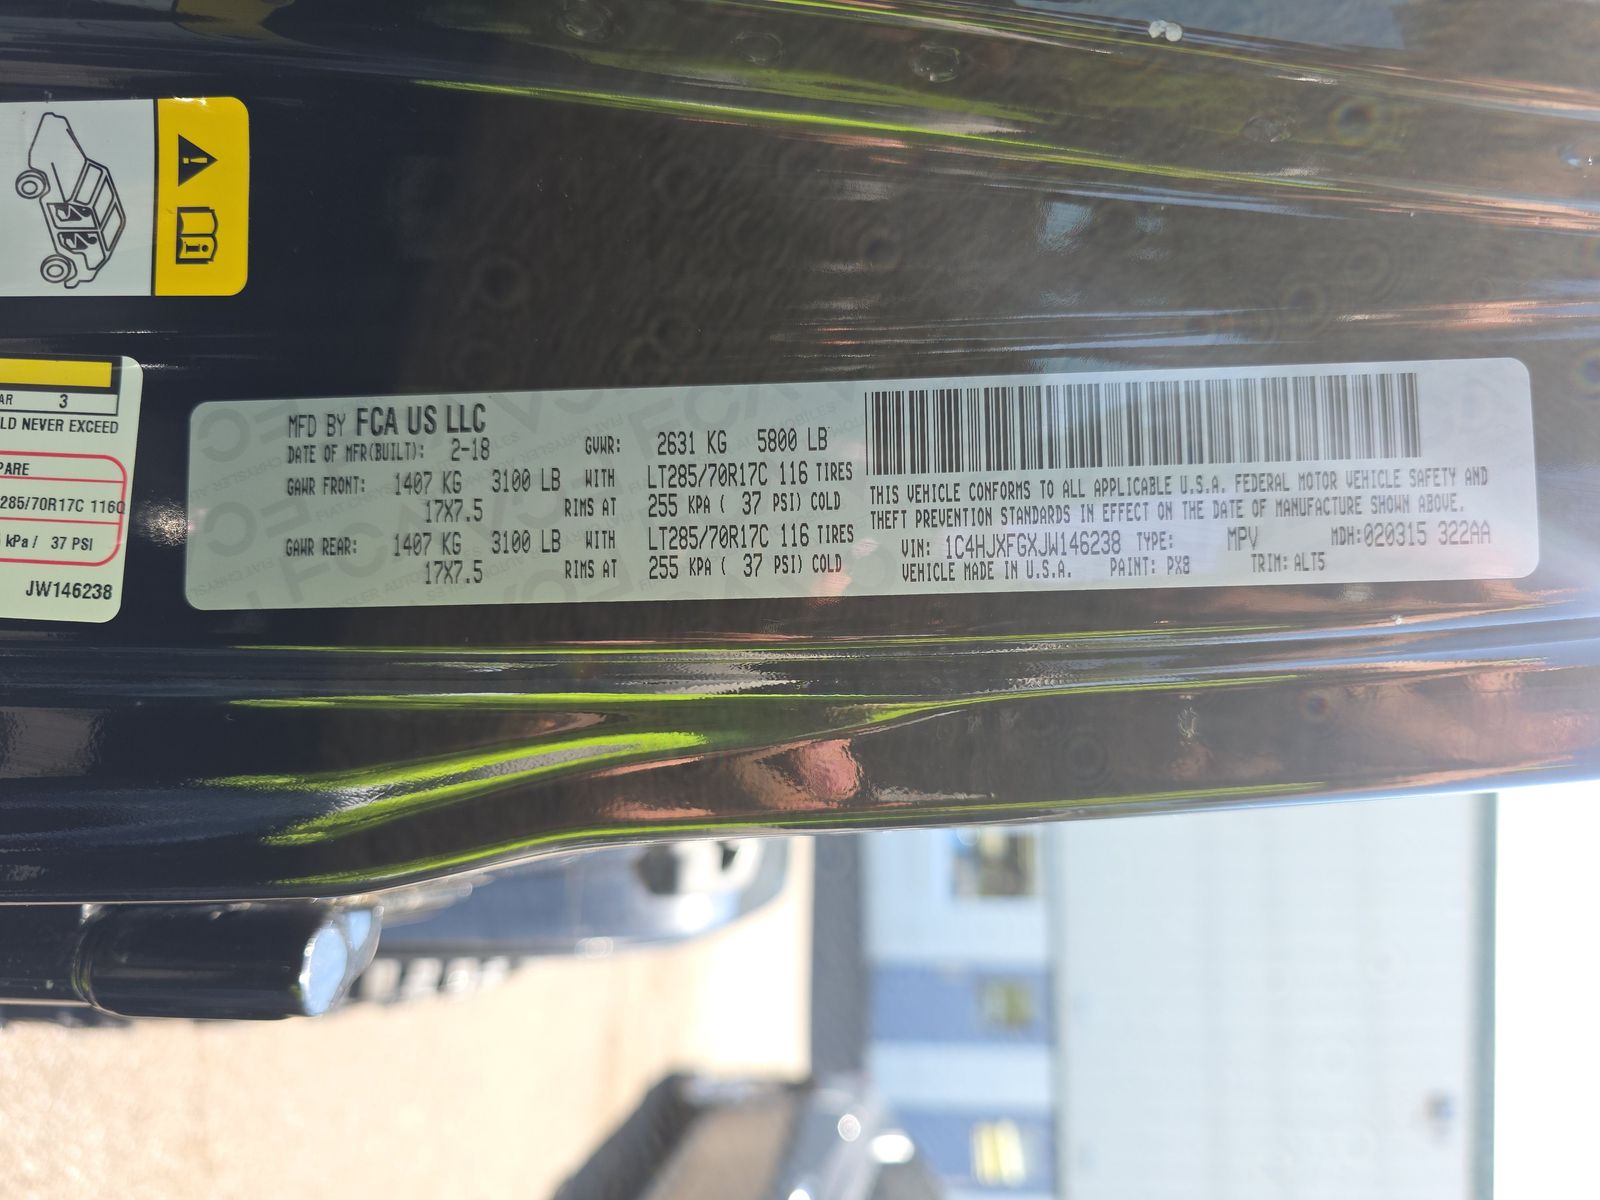 AR 3
LD NEVER EXCEED
PARE
285/70R17C 116Q
kPa / 37 PSI
JW146238
MFD BY FCA US LLC
DATE OF MFR(BUILT): 2-18 GVWR: 2631 KG 5800 LB
GAWR FRONT: 1407 KG 3100 LB WITH LT285/70R17C 116 TIRES
17X7.5 RIMS AT 255 KPA ( 37 PSI) COLD
GAWR REAR: 1407 KG 3100 LB WITH LT285/70R17C 116 TIRES
17X7.5 RIMS AT 255 KPA ( 37 PSI) COLD
THIS VEHICLE CONFORMS TO ALL APPLICABLE U.S.A. FEDERAL MOTOR VEHICLE SAFETY AND
THEFT PREVENTION STANDARDS IN EFFECT ON THE DATE OF MANUFACTURE SHOWN ABOVE.
VIN: 1C4HJXFGXJW146238 TYPE: MPV MDH:020315 322AA
VEHICLE MADE IN U.S.A. PAINT: PX8 TRIM: ALT5